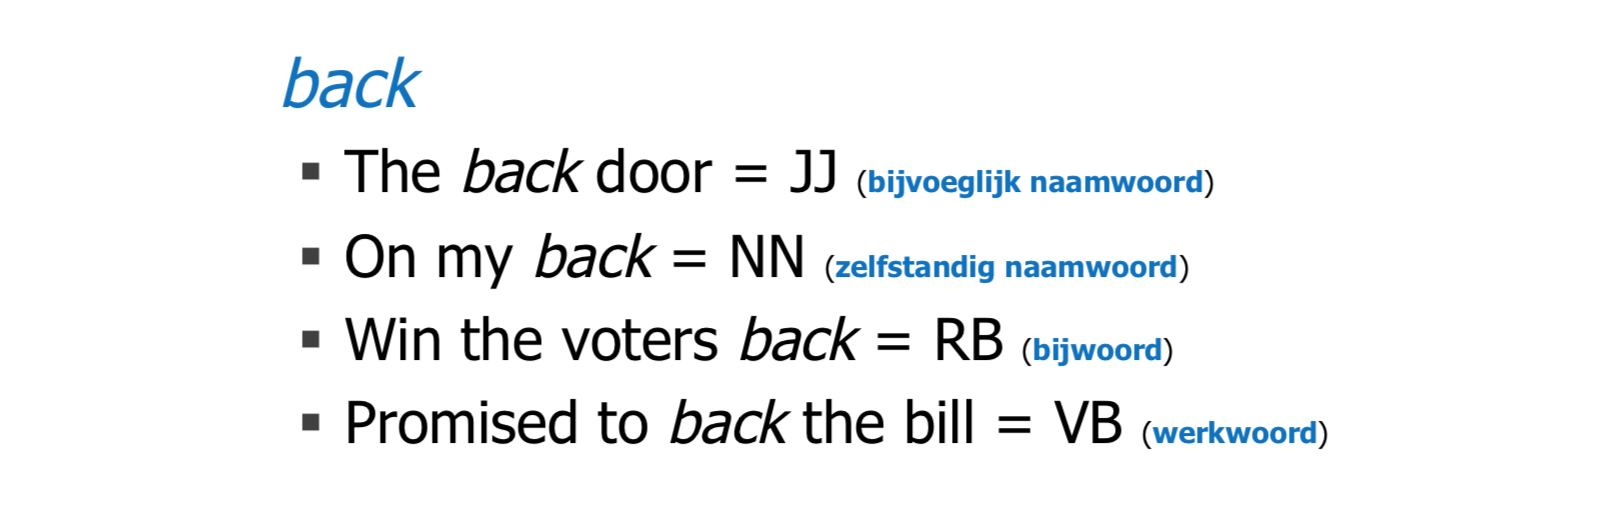 back
▪ The back door = JJ (bijvoeglijk naamwoord)
▪ On my back = NN (zelfstandig naamwoord)
▪ Win the voters back = RB (bijwoord)
▪ Promised to back the bill = VB (werkwoord)